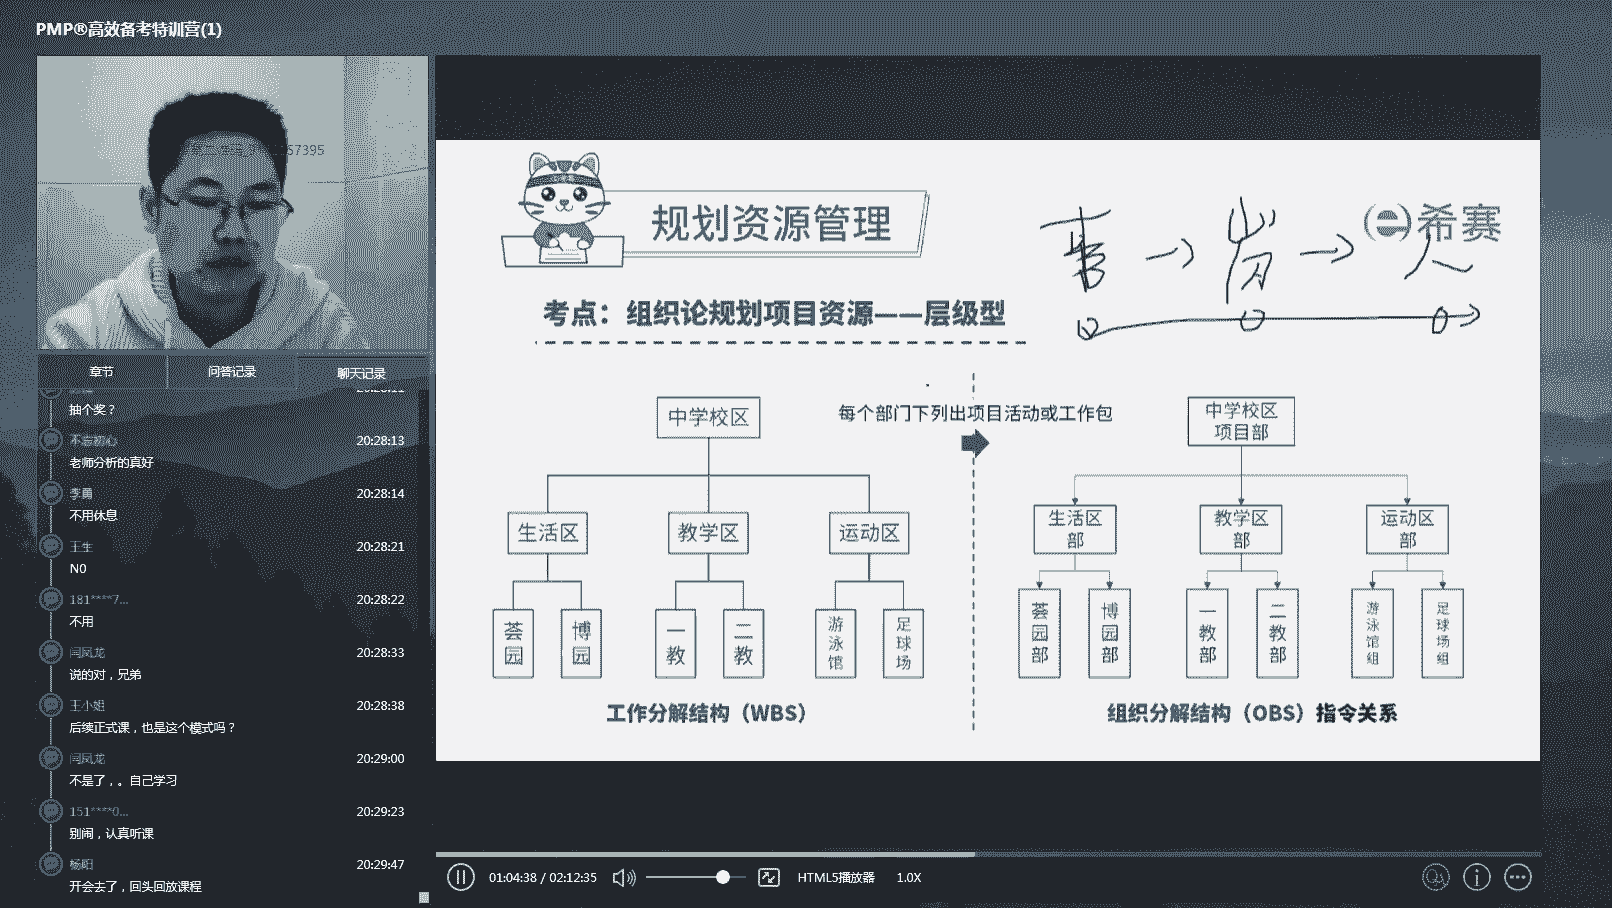 PMP®高效备考特训营(1)
57395
章节
问答记录
聊天记录
抽个奖？
不忘初心
20:28:13
老师分析的真好
李勇
20:28:14
不用休息
王生
20:28:21
N0
181****7...
20:28:22
不用
闫凤龙
20:28:33
说的对，兄弟
王小姐
20:28:38
后续正式课，也是这个模式吗？
闫凤龙
20:29:00
不是了，。自己学习
151****0...
20:29:23
别闹，认真听课
杨阳
20:29:47
开会去了，回头回放课程
规划资源管理
事→岗→人
希赛
考点：组织论规划项目资源——层级型
每个部门下列出项目活动或工作包
中学校区
生活区
教学区
运动区
荟园
博园
一教
二教
游泳馆
足球场
工作分解结构（WBS）
中学校区
项目部
生活区
部
教学区
部
运动区
部
荟园部
博园部
一教部
二教部
游泳馆组
足球场组
组织分解结构（OBS）指令关系
01:04:38 / 02:12:35
HTML5播放器
1.0X